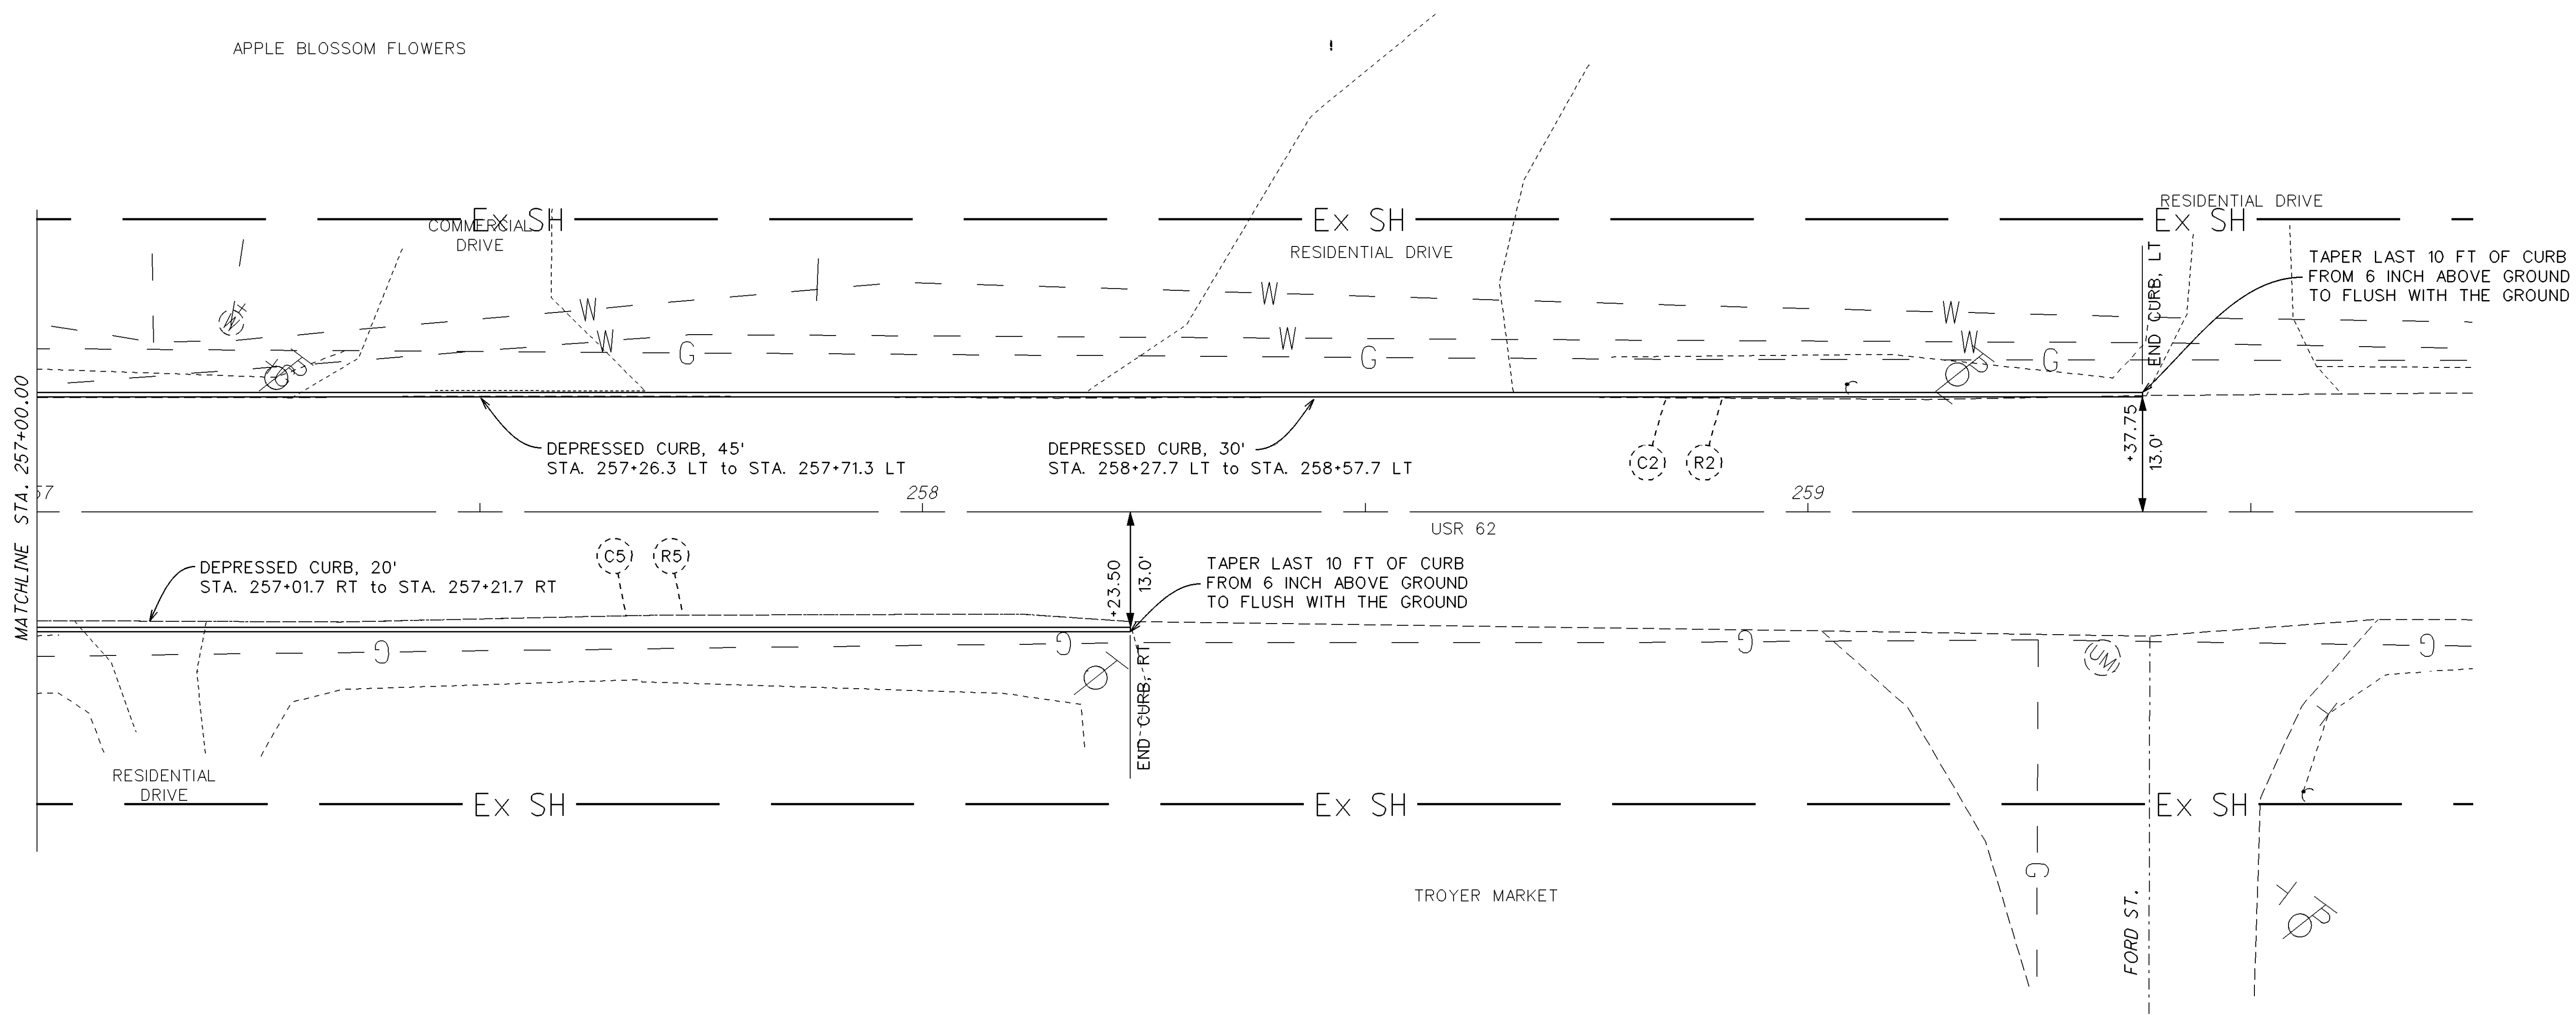 APPLE BLOSSOM FLOWERS
RESIDENTIAL DRIVE
Ex SH
Ex SH
Ex SH
COMMERCIAL
DRIVE
RESIDENTIAL DRIVE
END CURB, LT
TAPER LAST 10 FT OF CURB
FROM 6 INCH ABOVE GROUND
TO FLUSH WITH THE GROUND
W
W
W
W
W
W
W
G
G
G
P
P
MATCHLINE STA. 257+00.00
DEPRESSED CURB, 45'
STA. 257+26.3 LT to STA. 257+71.3 LT
DEPRESSED CURB, 30'
STA. 258+27.7 LT to STA. 258+57.7 LT
C2
R2
+37.75
13.0'
57
258
259
USR 62
DEPRESSED CURB, 20'
STA. 257+01.7 RT to STA. 257+21.7 RT
C5
R5
+23.50
13.0'
TAPER LAST 10 FT OF CURB
FROM 6 INCH ABOVE GROUND
TO FLUSH WITH THE GROUND
G
G
G
G
UM
END CURB, RT
RESIDENTIAL
DRIVE
Ex SH
Ex SH
Ex SH
G
TROYER MARKET
FORD ST.
P